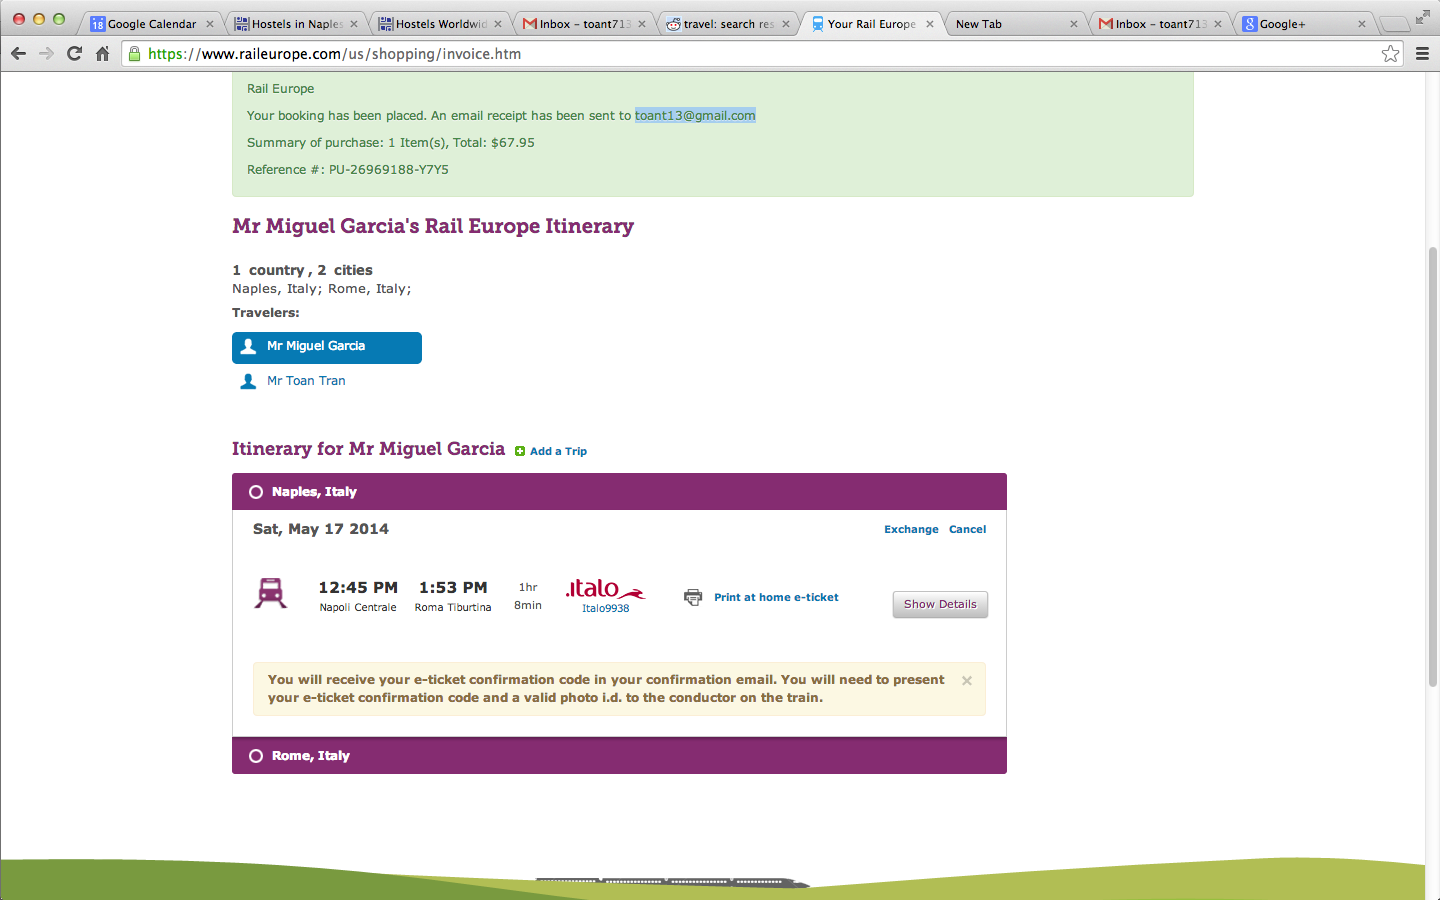 Google Calendar
Hostels in Naples
Hostels Worldwid
Inbox - toant713
travel: search res
Your Rail Europe
New Tab
Inbox - toant713
Google+
https://www.raileurope.com/us/shopping/invoice.htm
Rail Europe
Your booking has been placed. An email receipt has been sent to toant13@gmail.com
Summary of purchase: 1 Item(s), Total: $67.95
Reference #: PU-26969188-Y7Y5
Mr Miguel Garcia's Rail Europe Itinerary
1 country , 2 cities
Naples, Italy; Rome, Italy;
Travelers:
Mr Miguel Garcia
Mr Toan Tran
Itinerary for Mr Miguel Garcia Add a Trip
Naples, Italy
Sat, May 17 2014 Exchange Cancel
12:45 PM 1:53 PM 1hr 8min .italo
Napoli Centrale Roma Tiburtina Italo9938
Print at home e-ticket
Show Details
You will receive your e-ticket confirmation code in your confirmation email. You will need to present
your e-ticket confirmation code and a valid photo i.d. to the conductor on the train.
Rome, Italy